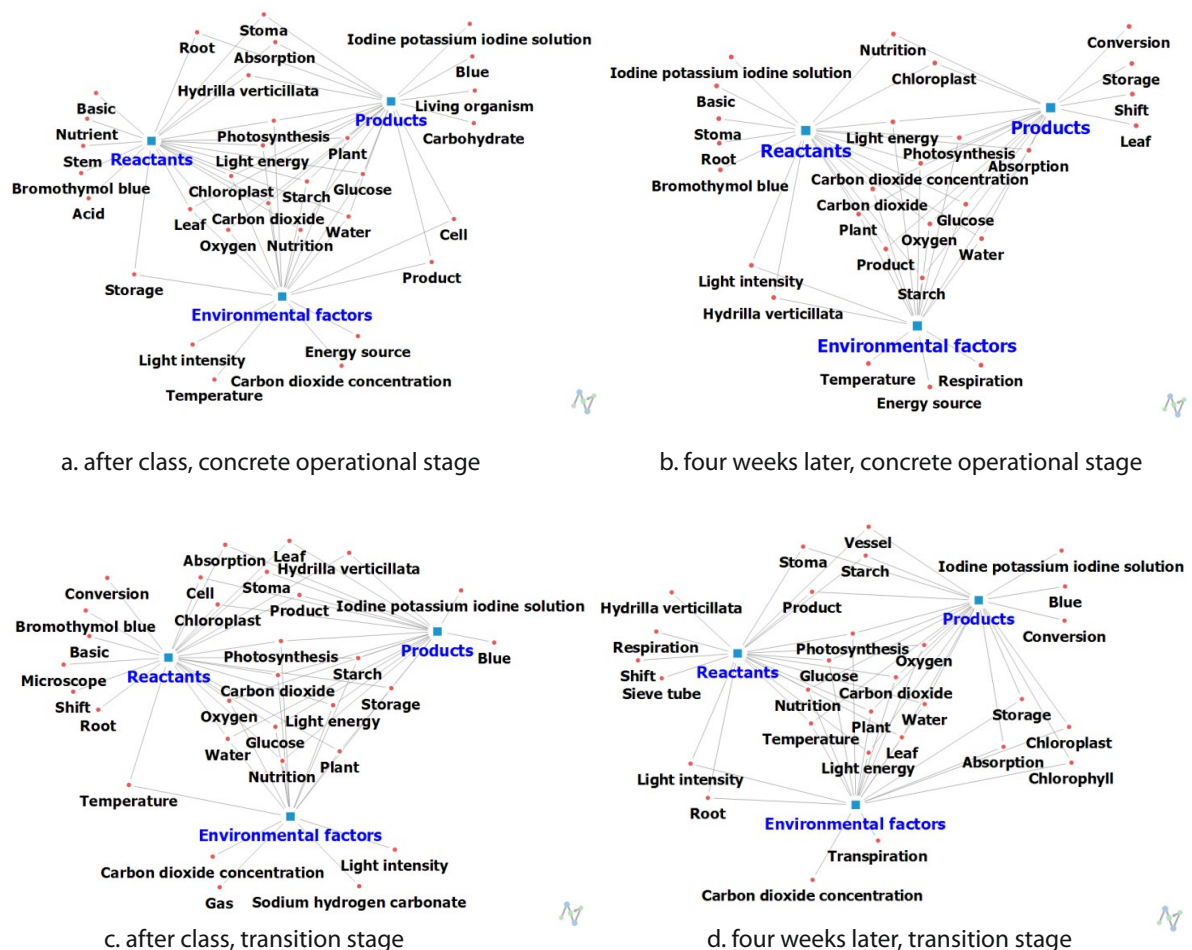 Stoma
Iodine potassium iodine solution
Root
Absorption
Blue
Hydrilla verticillata
Living organism
Basic
Products
Carbohydrate
Nutrient
Photosynthesis
Reactants
Light energy
Plant
Stem
Bromothymol blue
Chloroplast
Starch
Glucose
Acid
Leaf
Carbon dioxide
Water
Cell
Oxygen
Nutrition
Product
Storage
Environmental factors
Light intensity
Energy source
Carbon dioxide concentration
Temperature
a. after class, concrete operational stage
Conversion
Nutrition
Iodine potassium iodine solution
Chloroplast
Storage
Basic
Shift
Products
Stoma
Light energy
Leaf
Reactants
Photosynthesis
Root
Absorption
Bromothymol blue
Carbon dioxide concentration
Carbon dioxide
Glucose
Plant
Oxygen
Water
Product
Light intensity
Starch
Hydrilla verticillata
Environmental factors
Temperature
Respiration
Energy source
b. four weeks later, concrete operational stage
Leaf
Absorption
Hydrilla verticillata
Conversion
Cell
Stoma
Product
Iodine potassium iodine solution
Chloroplast
Bromothymol blue
Basic
Products
Photosynthesis
Blue
Reactants
Starch
Microscope
Carbon dioxide
Storage
Shift
Oxygen
Light energy
Root
Glucose
Water
Plant
Nutrition
Temperature
Environmental factors
Carbon dioxide concentration
Light intensity
Gas
Sodium hydrogen carbonate
c. after class, transition stage
Vessel
Stoma
Starch
Iodine potassium iodine solution
Hydrilla verticillata
Product
Blue
Products
Conversion
Respiration
Photosynthesis
Oxygen
Reactants
Shift
Glucose
Sieve tube
Carbon dioxide
Nutrition
Water
Storage
Plant
Temperature
Chloroplast
Leaf
Absorption
Light energy
Light intensity
Chlorophyll
Root
Environmental factors
Transpiration
Carbon dioxide concentration
d. four weeks later, transition stage